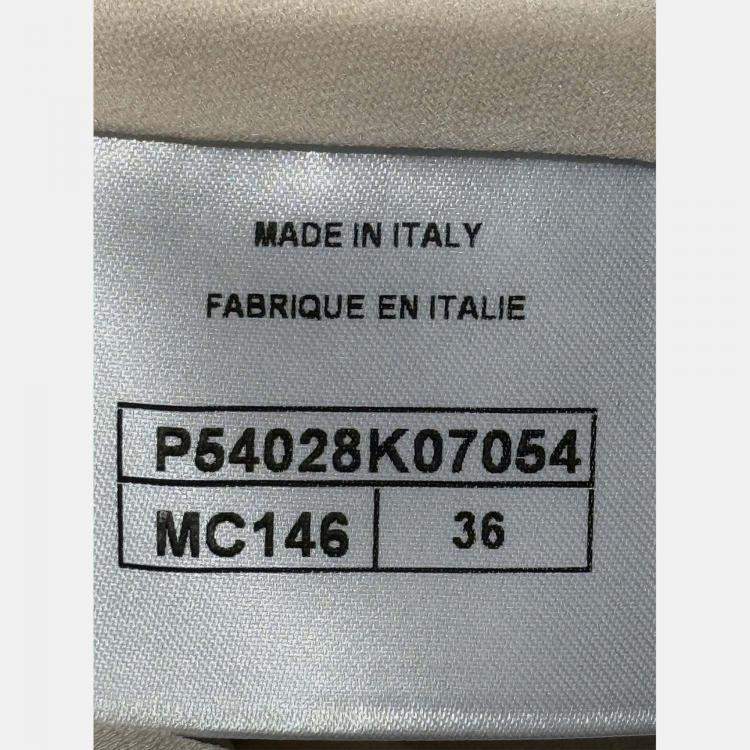 MADE IN ITALY
FABRIQUE EN ITALIE
P54028K07054
MC146 36